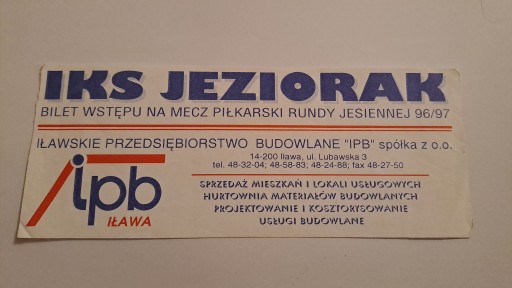 IKS JEZIORAK
BILET WSTĘPU NA MECZ PIŁKARSKI RUNDY JESIENNEJ 96/97
IŁAWSKIE PRZEDSIĘBIORSTWO BUDOWLANE "IPB" spółka z o.o.
14-200 Iława, ul. Lubawska 3
tel. 48-32-04; 48-58-83; 48-24-88; fax 48-27-50
ipb
IŁAWA
SPRZEDAŻ MIESZKAŃ I LOKALI USŁUGOWYCH
HURTOWNIA MATERIAŁÓW BUDOWLANYCH
PROJEKTOWANIE I KOSZTORYSOWANIE
USŁUGI BUDOWLANE